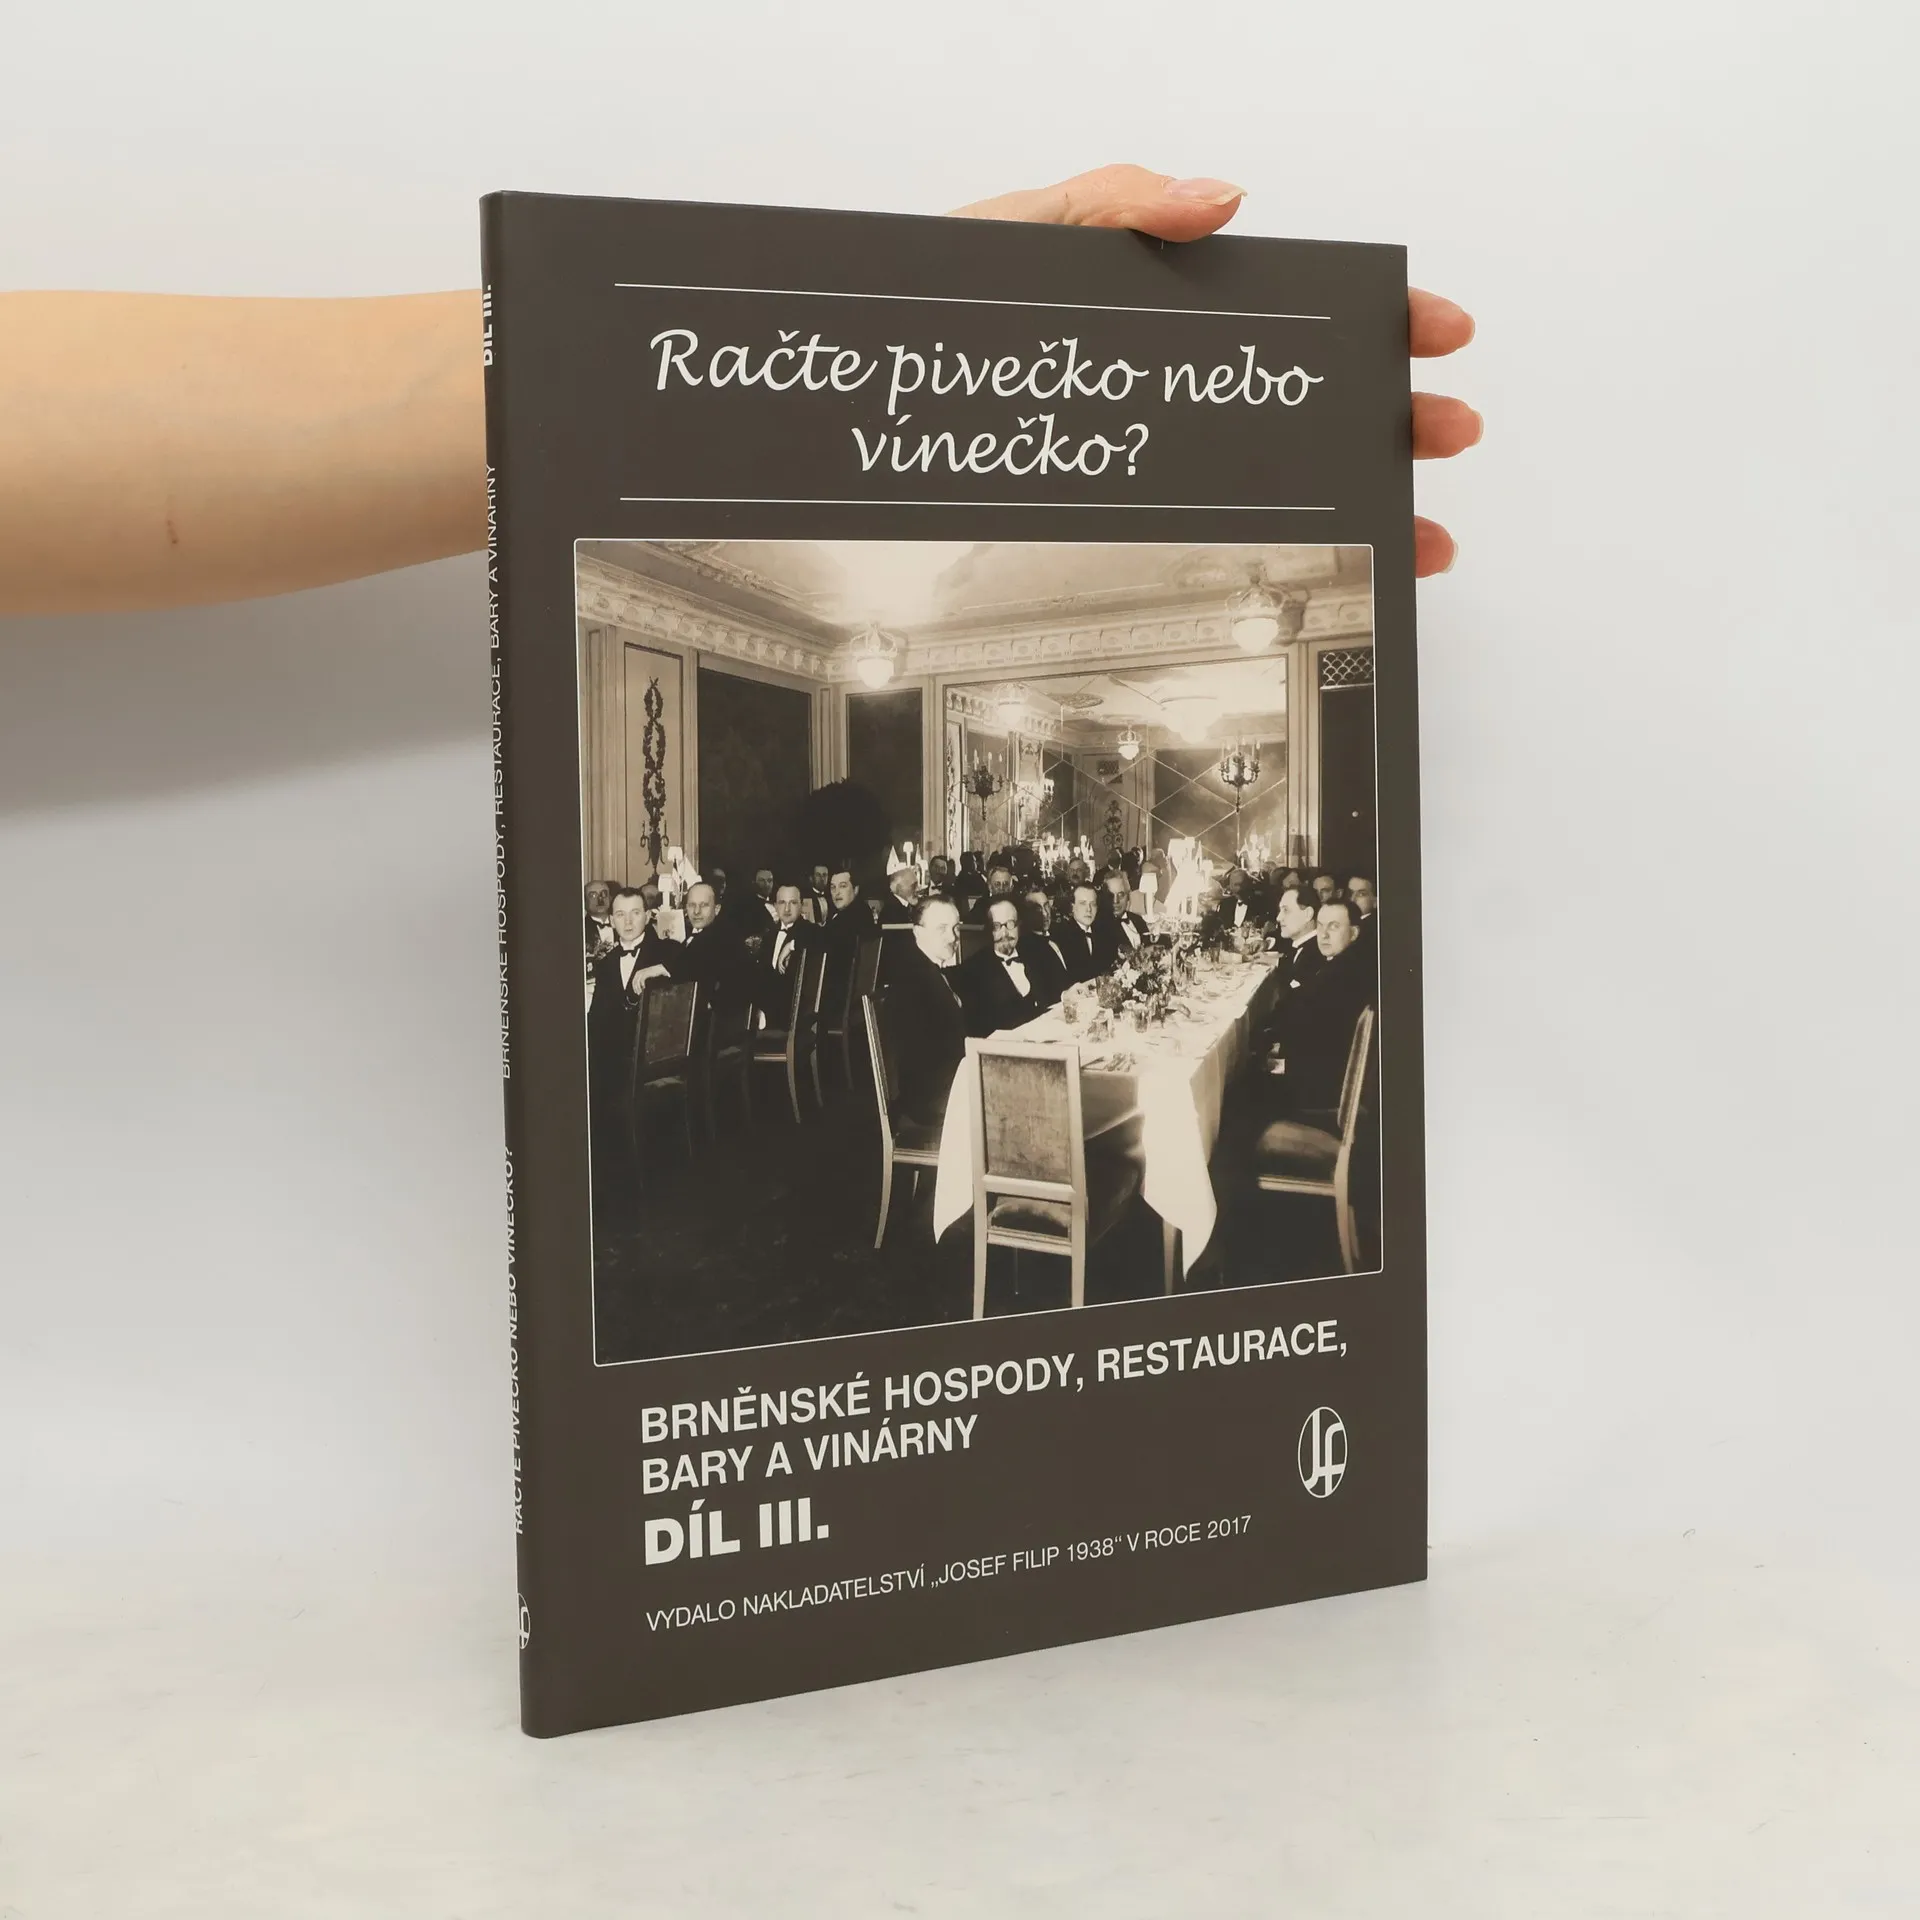 Račte pivečko nebo
vínečko?
BRNĚNSKÉ HOSPODY, RESTAURACE,
BARY A VINÁRNY
DÍL III.
VYDALO NAKLADATELSTVÍ „JOSEF FILIP 1938“ V ROCE 2017
JF
RAČTE PIVEČKO NEBO VÍNEČKO? BRNĚNSKÉ HOSPODY, RESTAURACE, BARY A VINÁRNY DÍL III.